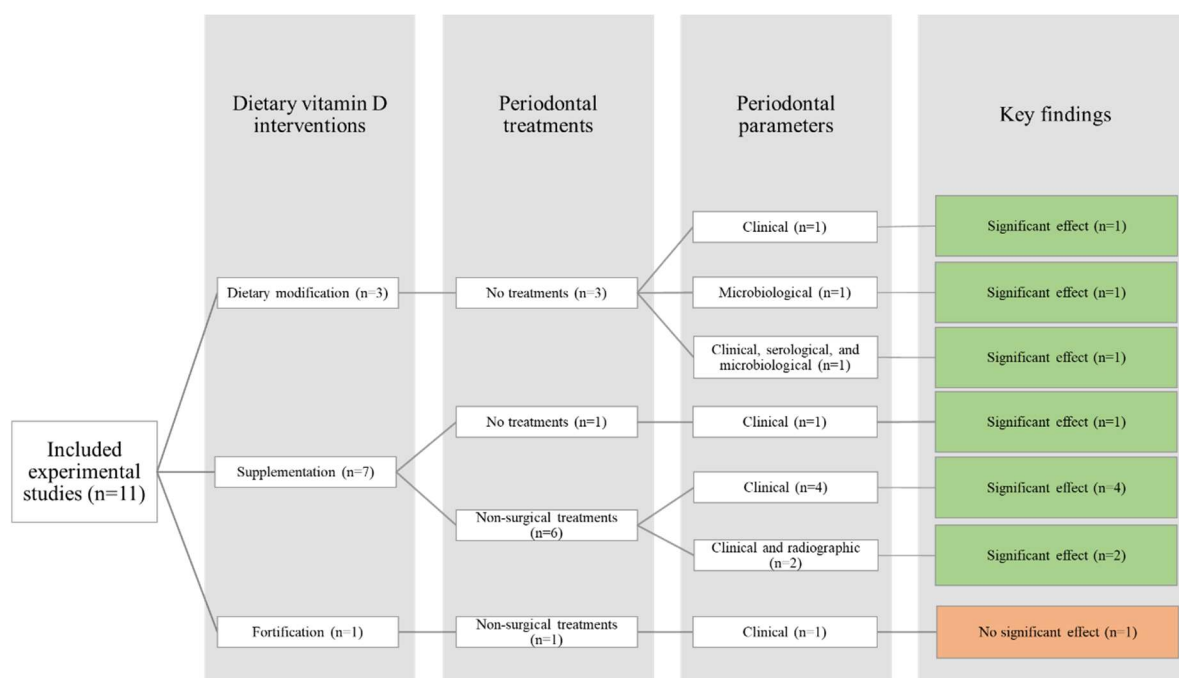 Dietary vitamin D
interventions
Periodontal
treatments
Periodontal
parameters
Key findings
Included
experimental
studies (n=11)
Dietary modification (n=3)
No treatments (n=3)
Clinical (n=1)
Significant effect (n=1)
Microbiological (n=1)
Significant effect (n=1)
Clinical, serological, and
microbiological (n=1)
Significant effect (n=1)
Supplementation (n=7)
No treatments (n=1)
Clinical (n=1)
Significant effect (n=1)
Non-surgical treatments
(n=6)
Clinical (n=4)
Significant effect (n=4)
Clinical and radiographic
(n=2)
Significant effect (n=2)
Fortification (n=1)
Non-surgical treatments
(n=1)
Clinical (n=1)
No significant effect (n=1)